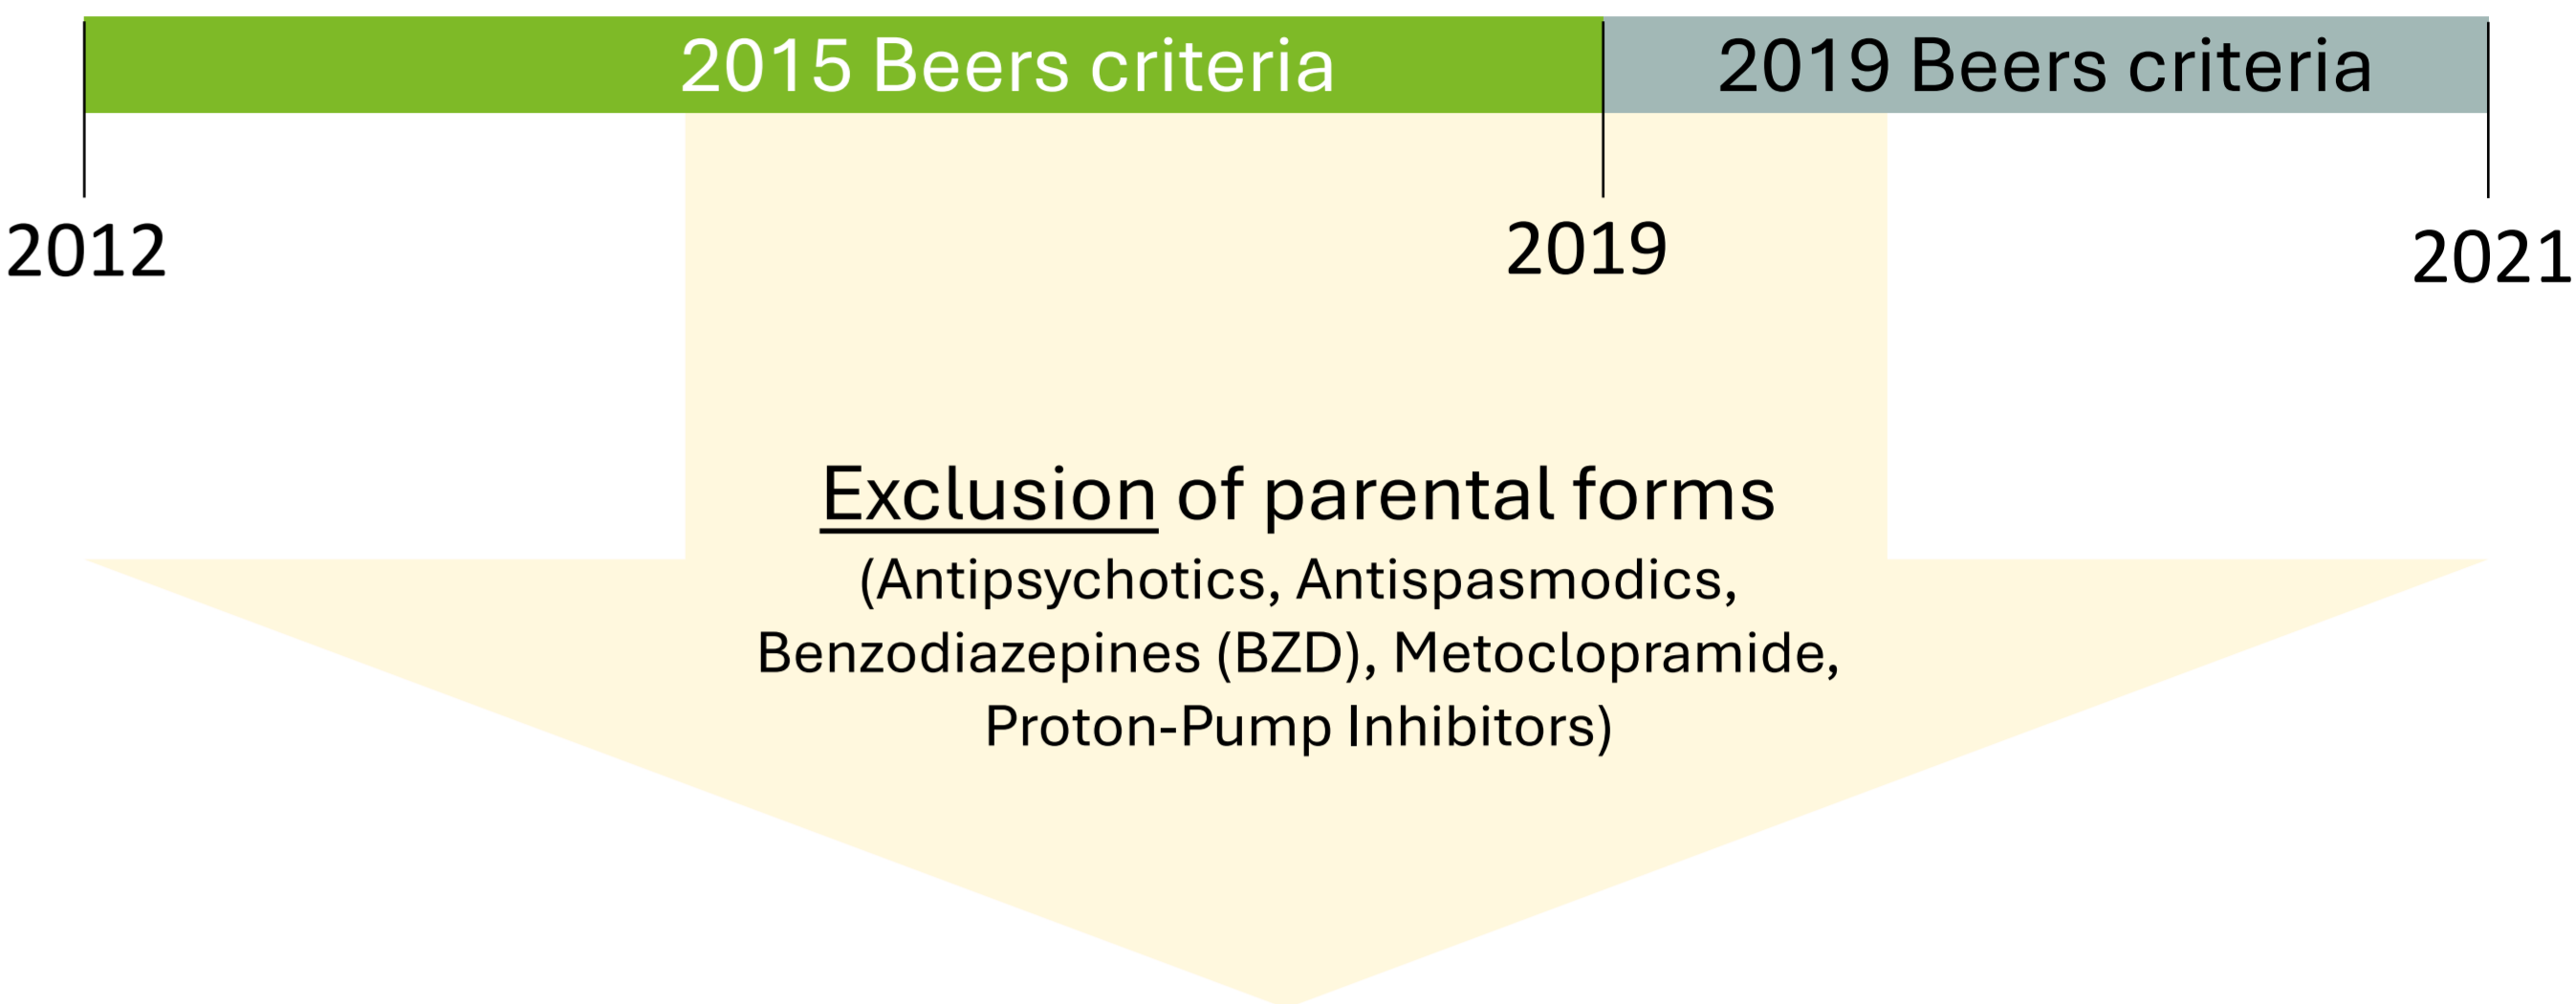 2015 Beers criteria
2019 Beers criteria
2012
2019
2021
Exclusion of parental forms
(Antipsychotics, Antispasmodics,
Benzodiazepines (BZD), Metoclopramide,
Proton-Pump Inhibitors)